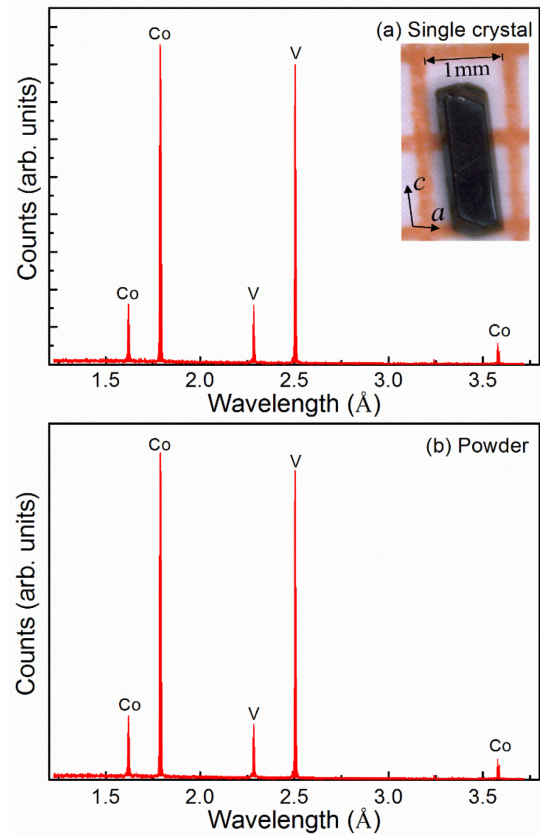 Co
V
(a) Single crystal
1mm
c
a
Co
V
Co
Counts (arb. units)
1.5 2.0 2.5 3.0 3.5
Wavelength (Å)
Co
V
(b) Powder
Co
V
Co
Counts (arb. units)
1.5 2.0 2.5 3.0 3.5
Wavelength (Å)